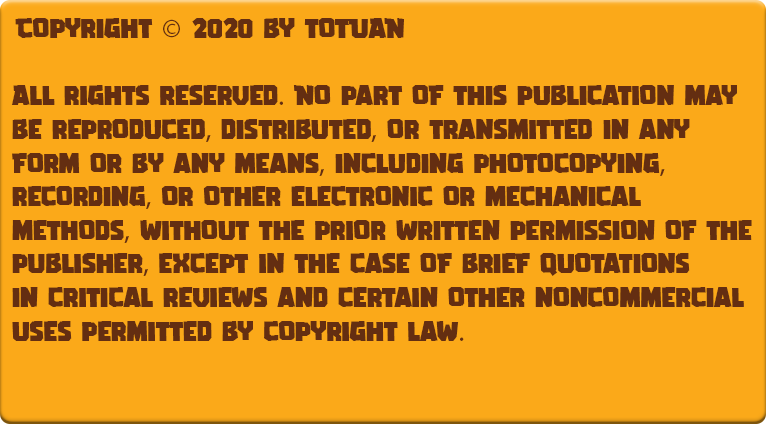 Copyright © 2020 by TOTUAN
All rights reserved. No part of this publication may
be reproduced, distributed, or transmitted in any
form or by any means, including photocopying,
recording, or other electronic or mechanical
methods, without the prior written permission of the
publisher, except in the case of brief quotations
in critical reviews and certain other noncommercial
uses permitted by copyright law.